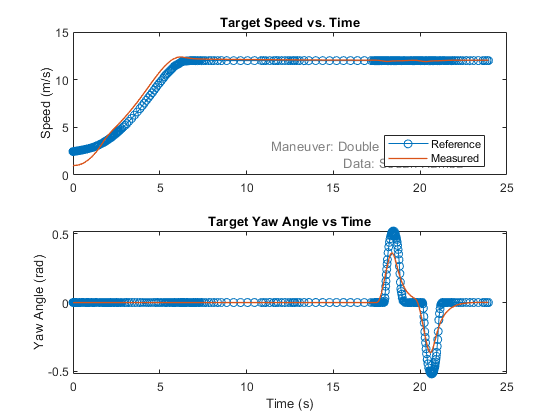 Target Speed vs. Time
Speed (m/s)
15
10
5
0
0 5 10 15 20 25
Maneuver: Double
Data:
Reference
Measured
Target Yaw Angle vs Time
Yaw Angle (rad)
0.5
0
-0.5
0 5 10 15 20 25
Time (s)